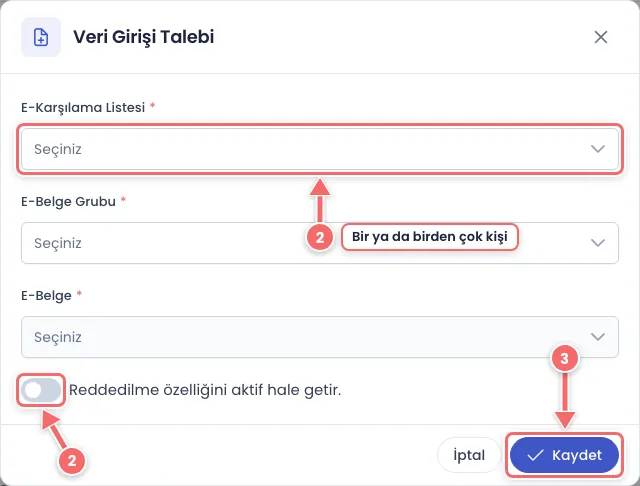 Veri Girişi Talebi
E-Karşılama Listesi *
Seçiniz
E-Belge Grubu *
2
Bir ya da birden çok kişi
Seçiniz
E-Belge *
Seçiniz
3
Reddedilme özelliğini aktif hale getir.
2
İptal
Kaydet